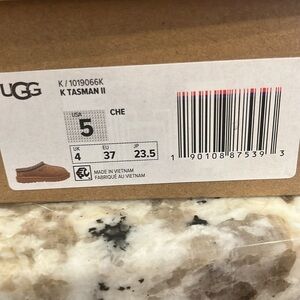 UGG
K / 1019066K
K TASMAN II
USA
5
CHE
UK EU JP
4 37 23.5
MADE IN VIETNAM
FABRIQUÉ AU VIETNAM
1 90108 87539 3